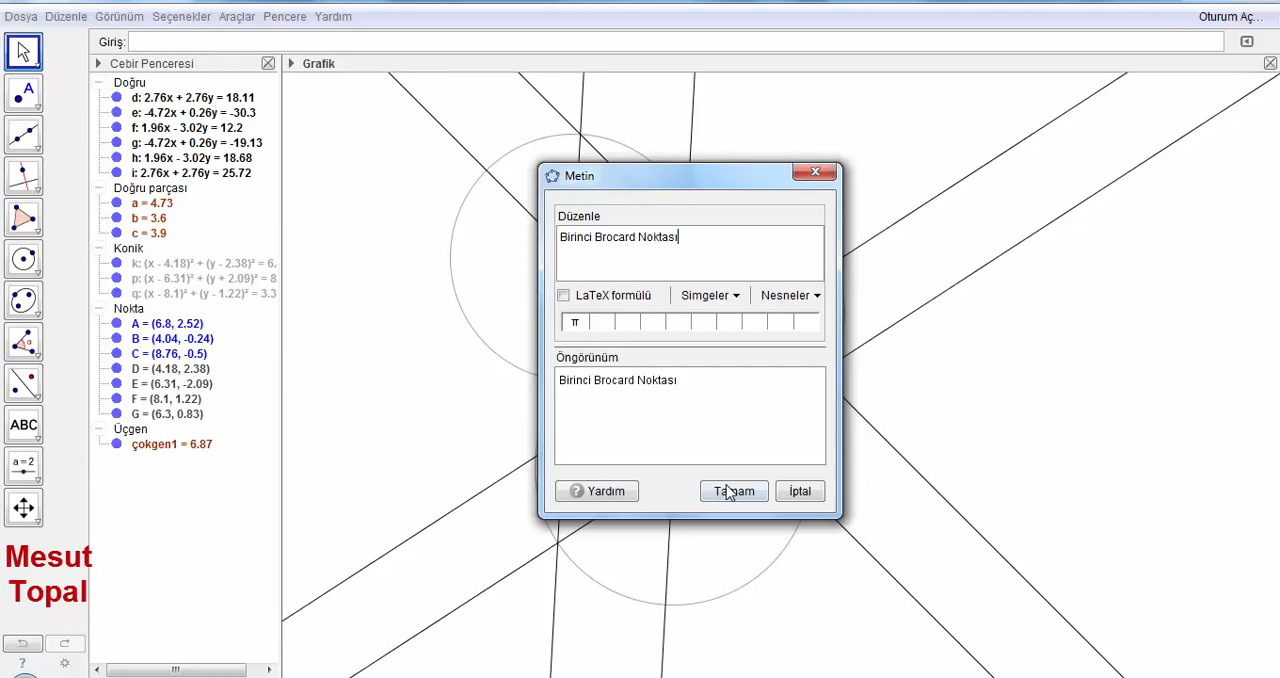 Dosya Düzenle Görünüm Seçenekler Araçlar Pencere Yardım Oturum Aç...
Giriş:
Cebir Penceresi
Grafik
Doğru
d: 2.76x + 2.76y = 18.11
e: -4.72x + 0.26y = -30.3
f: 1.96x - 3.02y = 12.2
g: -4.72x + 0.26y = -19.13
h: 1.96x - 3.02y = 18.68
i: 2.76x + 2.76y = 25.72
Doğru parçası
a = 4.73
b = 3.6
c = 3.9
Konik
k: (x - 4.18)² + (y - 2.38)² = 6.
p: (x - 6.31)² + (y + 2.09)² = 8.
q: (x - 8.1)² + (y - 1.22)² = 3.3
Nokta
A = (6.8, 2.52)
B = (4.04, -0.24)
C = (8.76, -0.5)
D = (4.18, 2.38)
E = (6.31, -2.09)
F = (8.1, 1.22)
G = (6.3, 0.83)
Üçgen
çokgen1 = 6.87
A
α
ABC
a = 2
Mesut
Topal
?
Metin
Düzenle
Birinci Brocard Noktası
LaTeX formülü Simgeler Nesneler
π
Öngörünüm
Birinci Brocard Noktası
? Yardım Tamam İptal